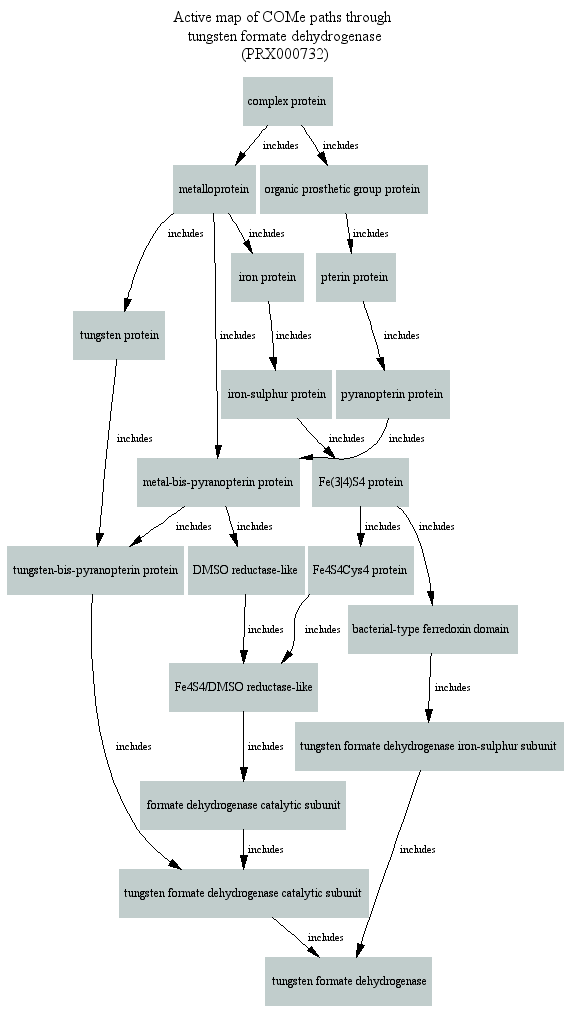 Active map of COMe paths through
tungsten formate dehydrogenase
(PRX000732)
complex protein
includes
includes
metalloprotein
organic prosthetic group protein
includes
includes
includes
iron protein
pterin protein
tungsten protein
includes
includes
includes
iron-sulphur protein
pyranopterin protein
includes
includes
includes
metal-bis-pyranopterin protein
Fe(3|4)S4 protein
includes
includes
includes
includes
tungsten-bis-pyranopterin protein
DMSO reductase-like
Fe4S4Cys4 protein
includes
includes
bacterial-type ferredoxin domain
Fe4S4/DMSO reductase-like
includes
includes
includes
tungsten formate dehydrogenase iron-sulphur subunit
formate dehydrogenase catalytic subunit
includes
includes
tungsten formate dehydrogenase catalytic subunit
includes
tungsten formate dehydrogenase